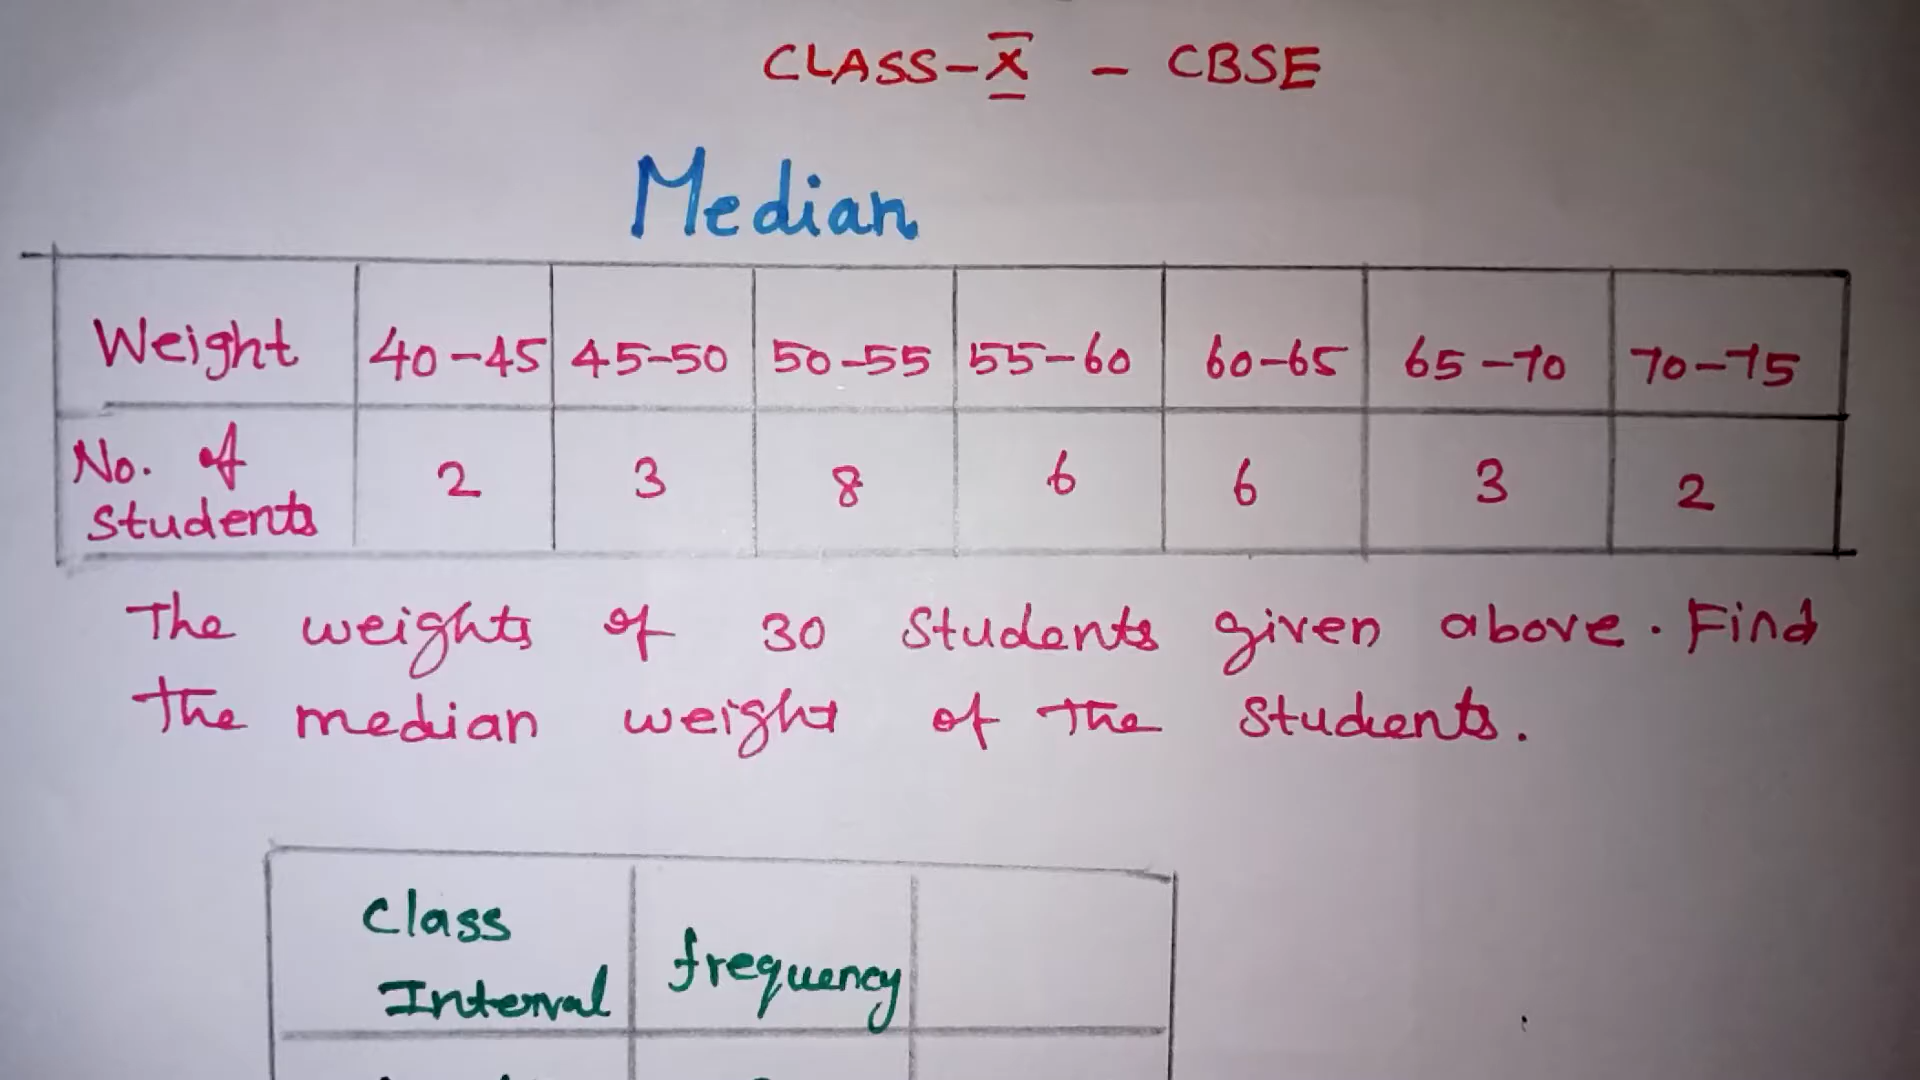 CLASS-X - CBSE
Median
Weight 40-45 45-50 50-55 55-60 60-65 65-70 70-75
No. of
Students 2 3 8 6 6 3 2
The weights of 30 Students given above. Find
the median weight of the Students.
Class
Interval frequency